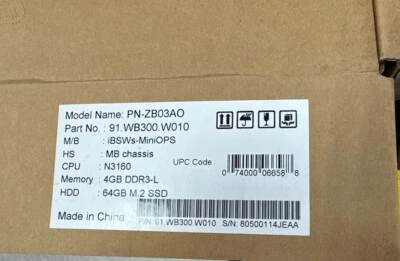 Model Name: PN-ZB03AO
Part No. : 91.WB300.W010
M/B : iBSWs-MiniOPS
HS : MB chassis
CPU : N3160
Memory : 4GB DDR3-L
HDD : 64GB M.2 SSD
UPC Code :
0 74000 06658 8
Made in China
P/N: 91.WB300.W010 S/N: 80500114JEAA